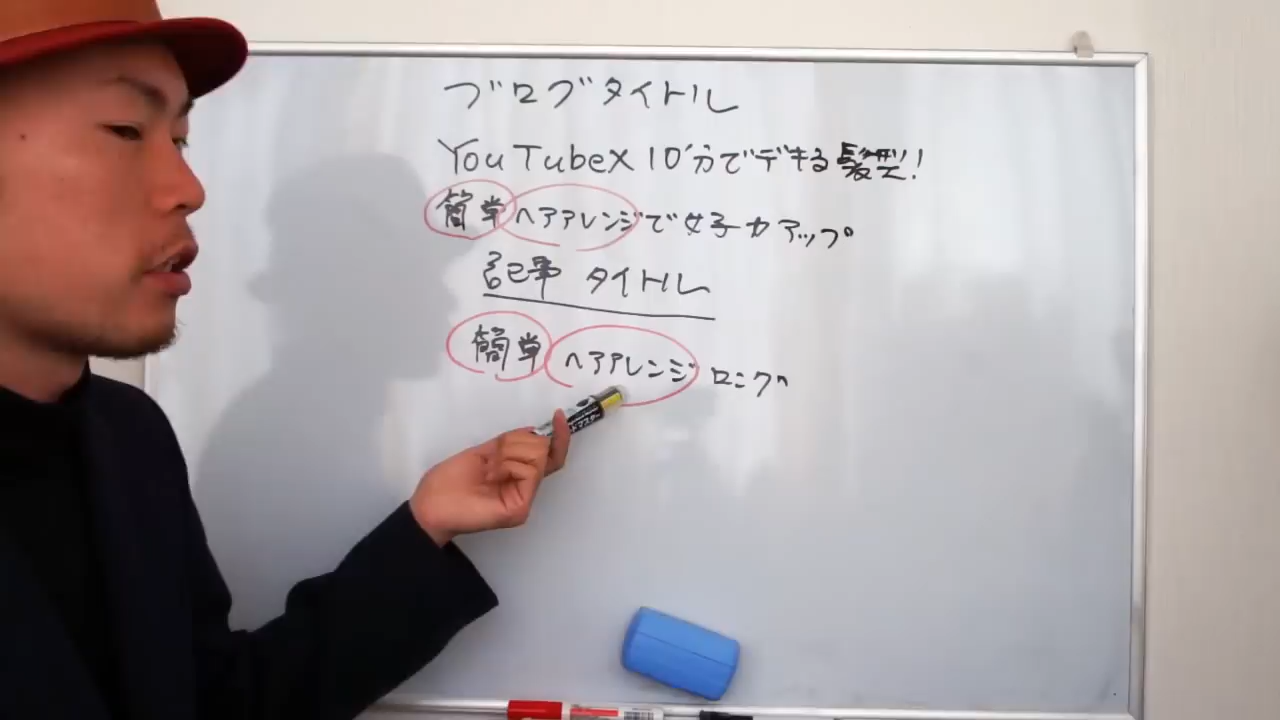 ブログタイトル
YouTube×10分でデキる髪型!!
簡単ヘアアレンジで女子力アップ
記事タイトル
簡単 ヘアアレンジ ロング